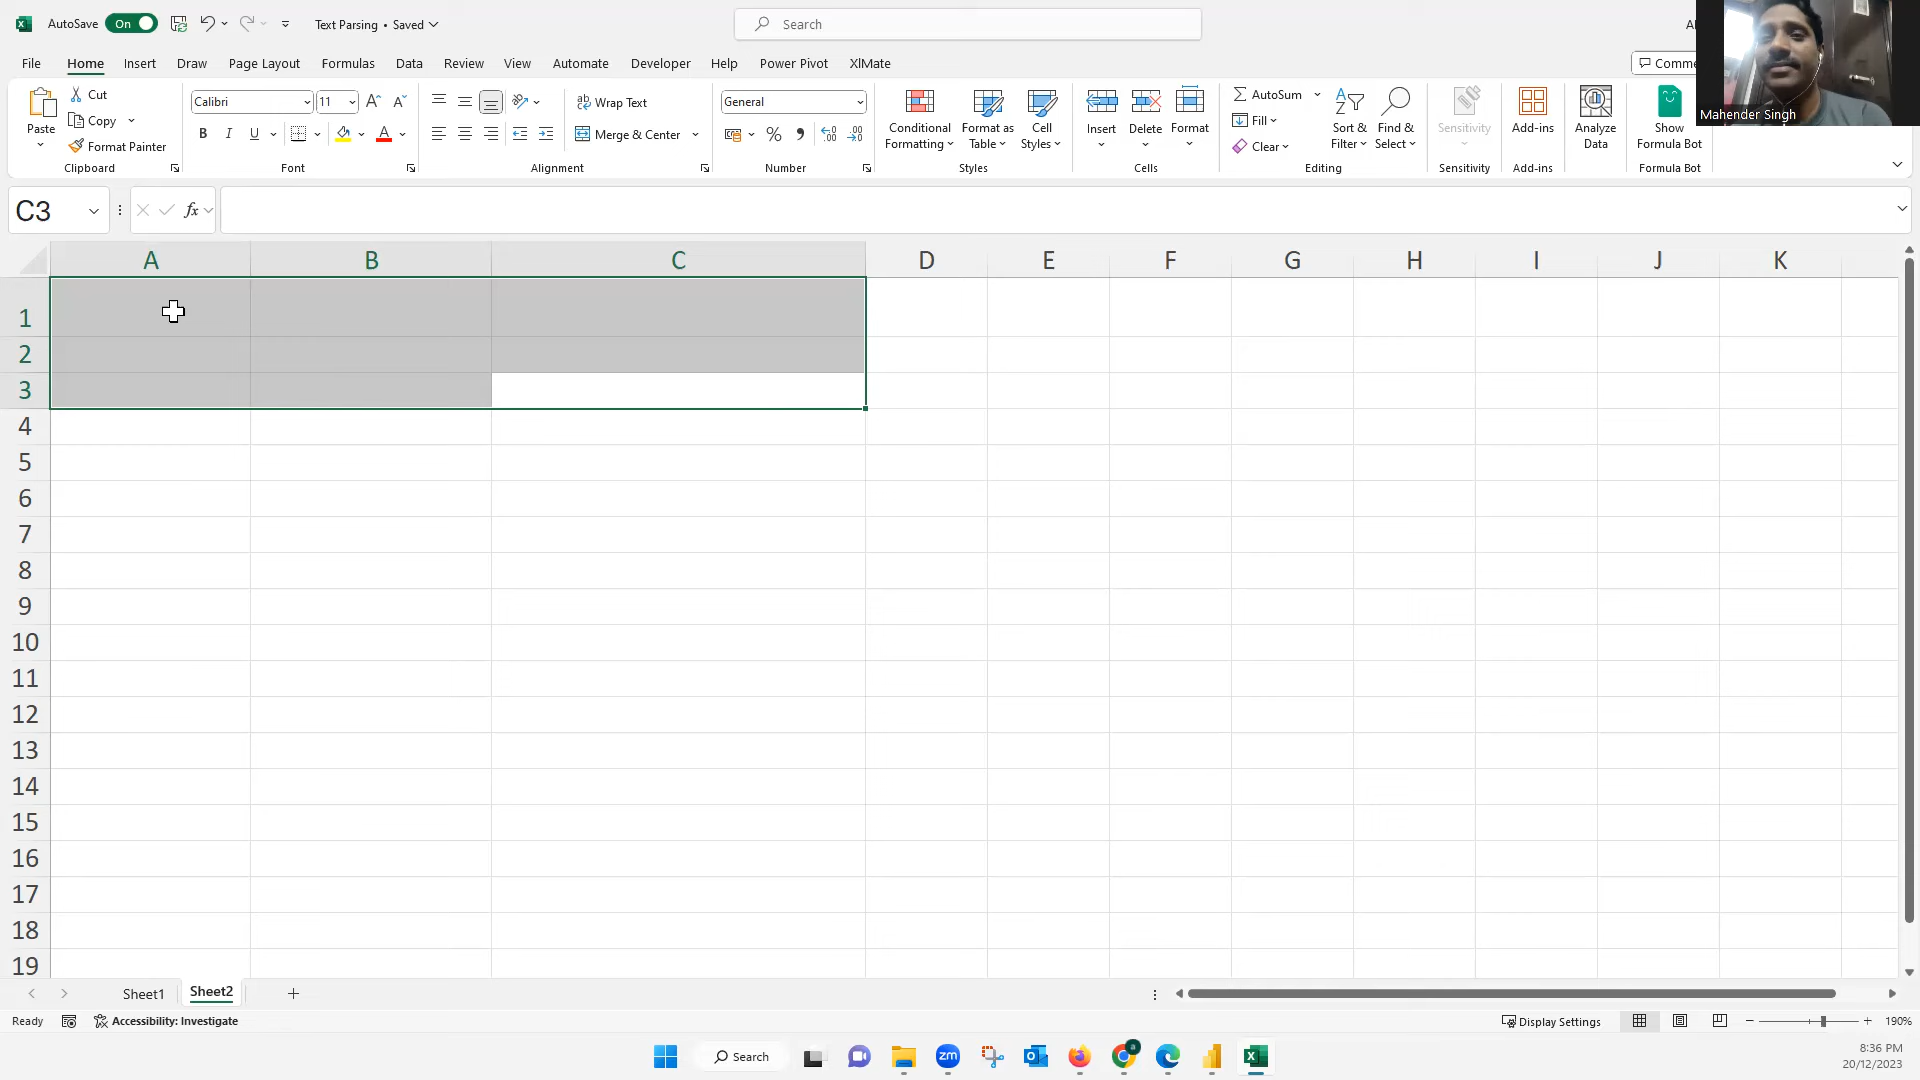 AutoSave On Text Parsing • Saved Search
File Home Insert Draw Page Layout Formulas Data Review View Automate Developer Help Power Pivot XlMate Comme
Paste Cut Copy Format Painter
Clipboard
Calibri 11
B I U A
Font
ab Wrap Text
Merge & Center
Alignment
General
% ,
Number
Conditional Formatting Format as Table Cell Styles
Styles
Insert Delete Format
Cells
AutoSum
Fill
Clear
Sort & Filter Find & Select
Editing
Sensitivity
Sensitivity
Add-ins
Add-ins
Analyze Data
Show Formula Bot
Formula Bot
Mahender Singh
C3 fx
A B C D E F G H I J K
1
2
3
4
5
6
7
8
9
10
11
12
13
14
15
16
17
18
19
Sheet1 Sheet2 +
Ready Accessibility: Investigate Display Settings 190%
Search zm
8:36 PM
20/12/2023